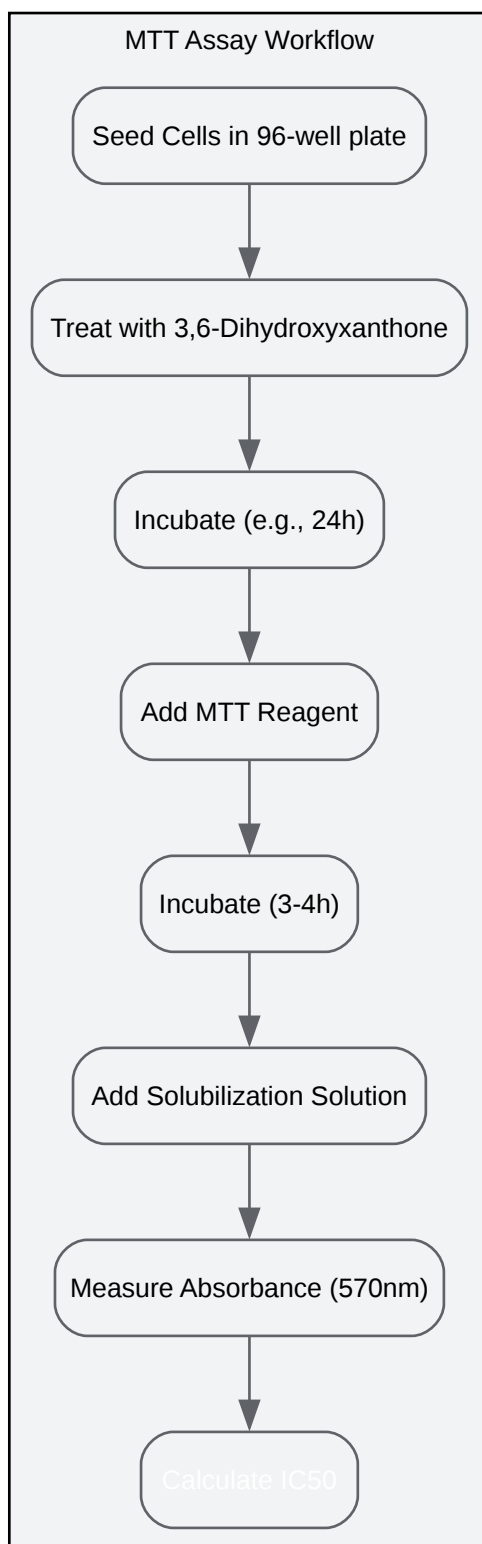 MTT Assay Workflow
Seed Cells in 96-well plate
Treat with 3,6-Dihydroxyxanthone
Incubate (e.g., 24h)
Add MTT Reagent
Incubate (3-4h)
Add Solubilization Solution
Measure Absorbance (570nm)
Calculate IC50